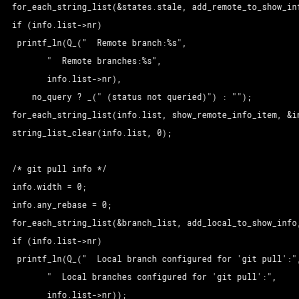 for_each_string_list(&states.stale, add_remote_to_show_in
if (info.list->nr)
printf_ln(Q_("  Remote branch:%s",
"  Remote branches:%s",
info.list->nr),
no_query ? _(" (status not queried)") : "");
for_each_string_list(info.list, show_remote_info_item, &in
string_list_clear(info.list, 0);
/* git pull info */
info.width = 0;
info.any_rebase = 0;
for_each_string_list(&branch_list, add_local_to_show_info,
if (info.list->nr)
printf_ln(Q_("  Local branch configured for 'git pull':",
"  Local branches configured for 'git pull':",
info.list->nr));